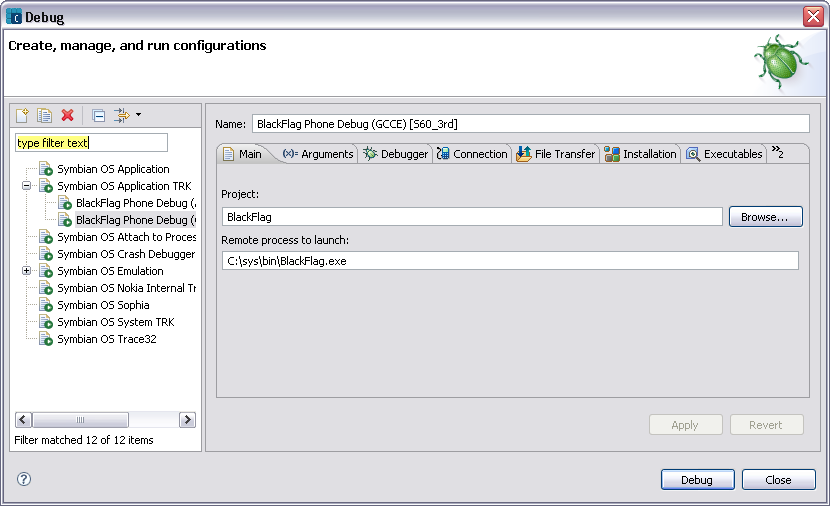 Debug
Create, manage, and run configurations
type filter text
Symbian OS Application
Symbian OS Application TRK
BlackFlag Phone Debug (
BlackFlag Phone Debug (
Symbian OS Attach to Proces
Symbian OS Crash Debugger
Symbian OS Emulation
Symbian OS Nokia Internal Tr
Symbian OS Sophia
Symbian OS System TRK
Symbian OS Trace32
Filter matched 12 of 12 items
Name: BlackFlag Phone Debug (GCCE) [S60_3rd]
Main (x)= Arguments Debugger Connection File Transfer Installation Executables »2
Project:
BlackFlag Browse...
Remote process to launch:
C:\sys\bin\BlackFlag.exe
Apply Revert
? Debug Close